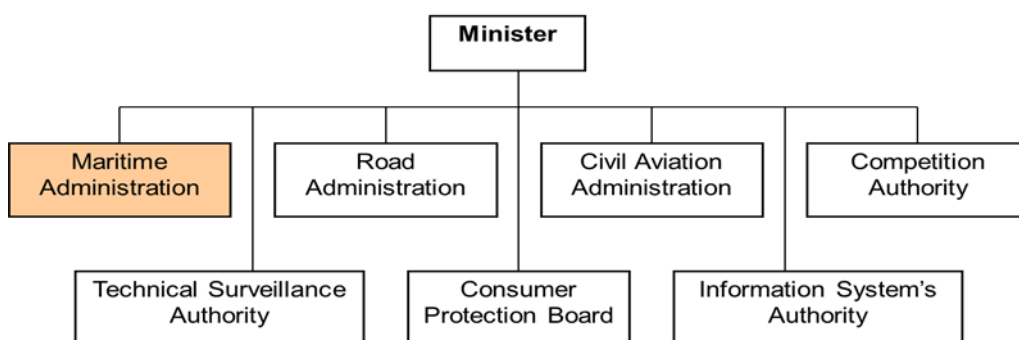 Minister
Maritime
Administration
Road
Administration
Civil Aviation
Administration
Competition
Authority
Technical Surveillance
Authority
Consumer
Protection Board
Information System's
Authority